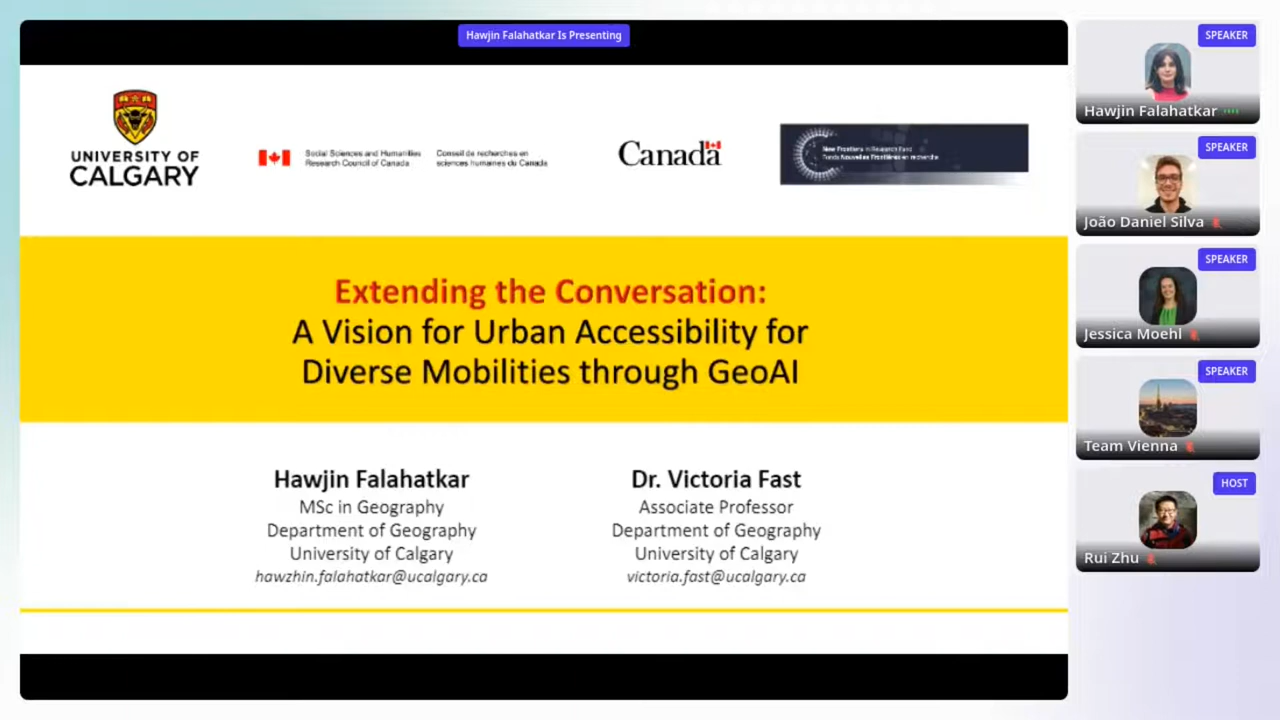 Hawjin Falahatkar Is Presenting
UNIVERSITY OF
CALGARY
Social Sciences and Humanities
Research Council of Canada
Conseil de recherches en
sciences humaines du Canada
Canada
New Frontiers in Research Fund
Fonds Nouvelles Frontières en recherche
Extending the Conversation:
A Vision for Urban Accessibility for
Diverse Mobilities through GeoAI
Hawjin Falahatkar
MSc in Geography
Department of Geography
University of Calgary
hawzhin.falahatkar@ucalgary.ca
Dr. Victoria Fast
Associate Professor
Department of Geography
University of Calgary
victoria.fast@ucalgary.ca
SPEAKER
Hawjin Falahatkar
SPEAKER
João Daniel Silva
SPEAKER
Jessica Moehl
SPEAKER
Team Vienna
HOST
Rui Zhu